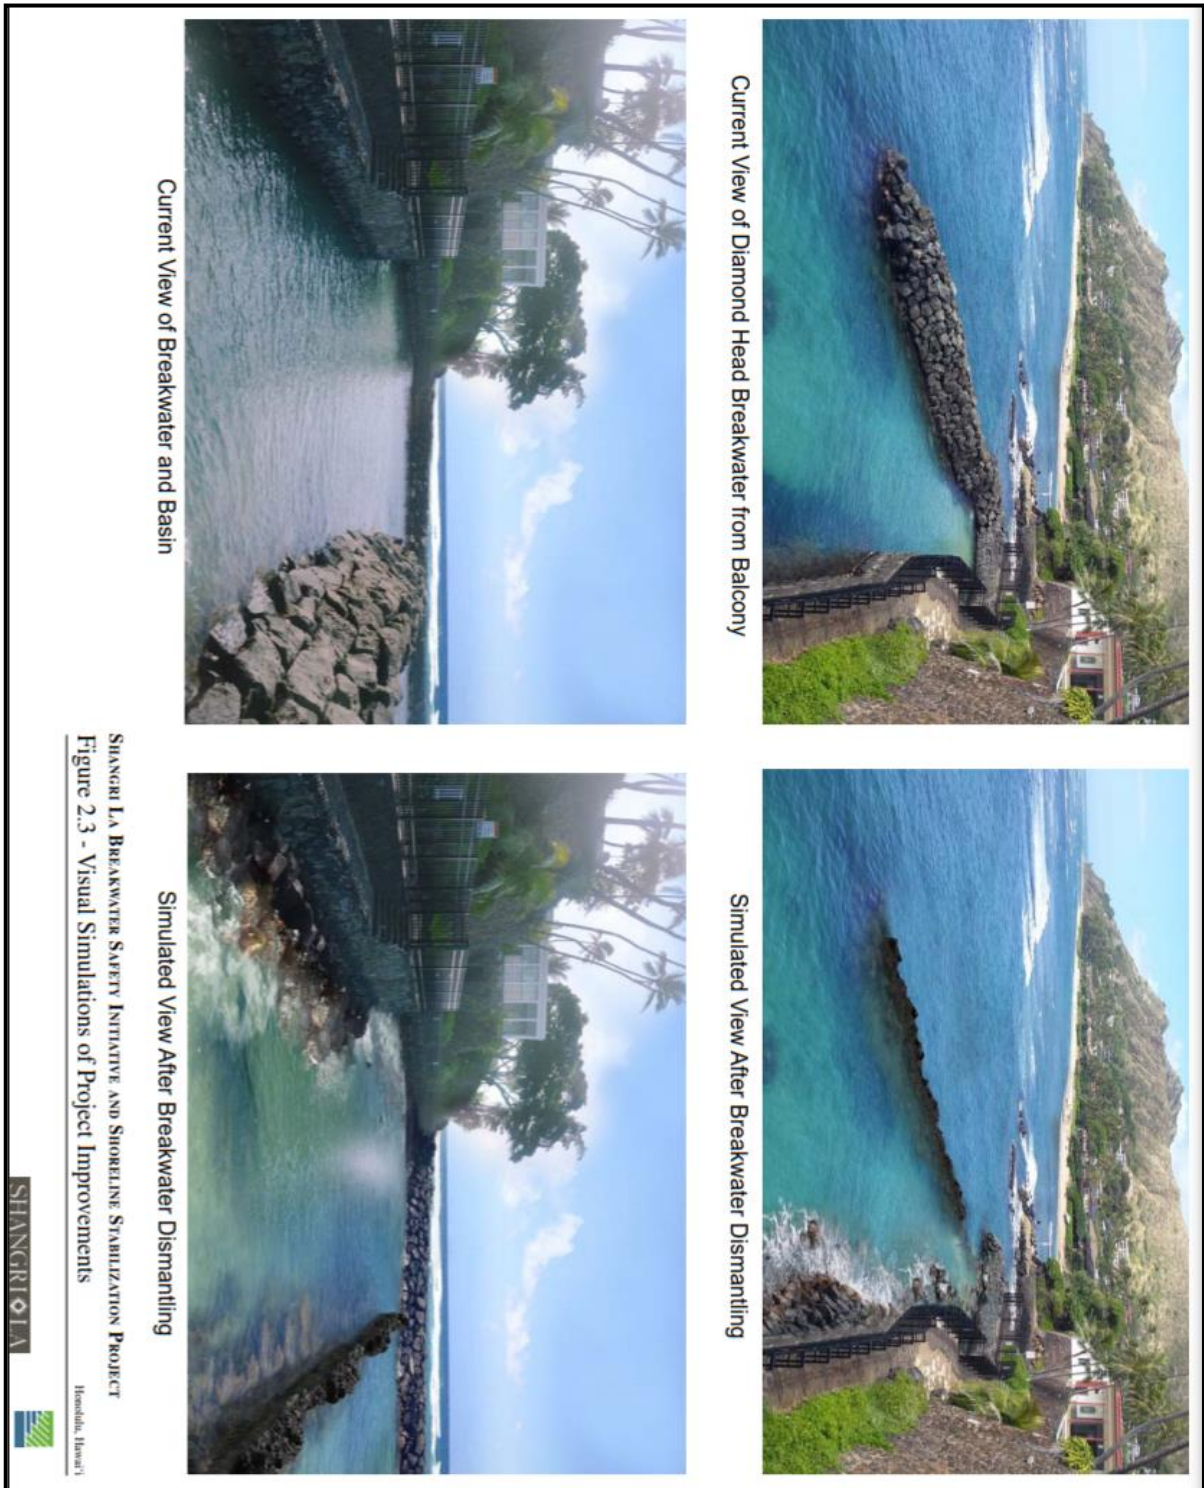 Current View of Diamond Head Breakwater from Balcony
Simulated View After Breakwater Dismantling
Current View of Breakwater and Basin
Simulated View After Breakwater Dismantling
SHANGRI LA BREAKWATER SAFETY INITIATIVE AND SHORELINE STABILIZATION PROJECT
Figure 2.3 - Visual Simulations of Project Improvements
Honolulu, Hawai‘i
SHANGRI LA